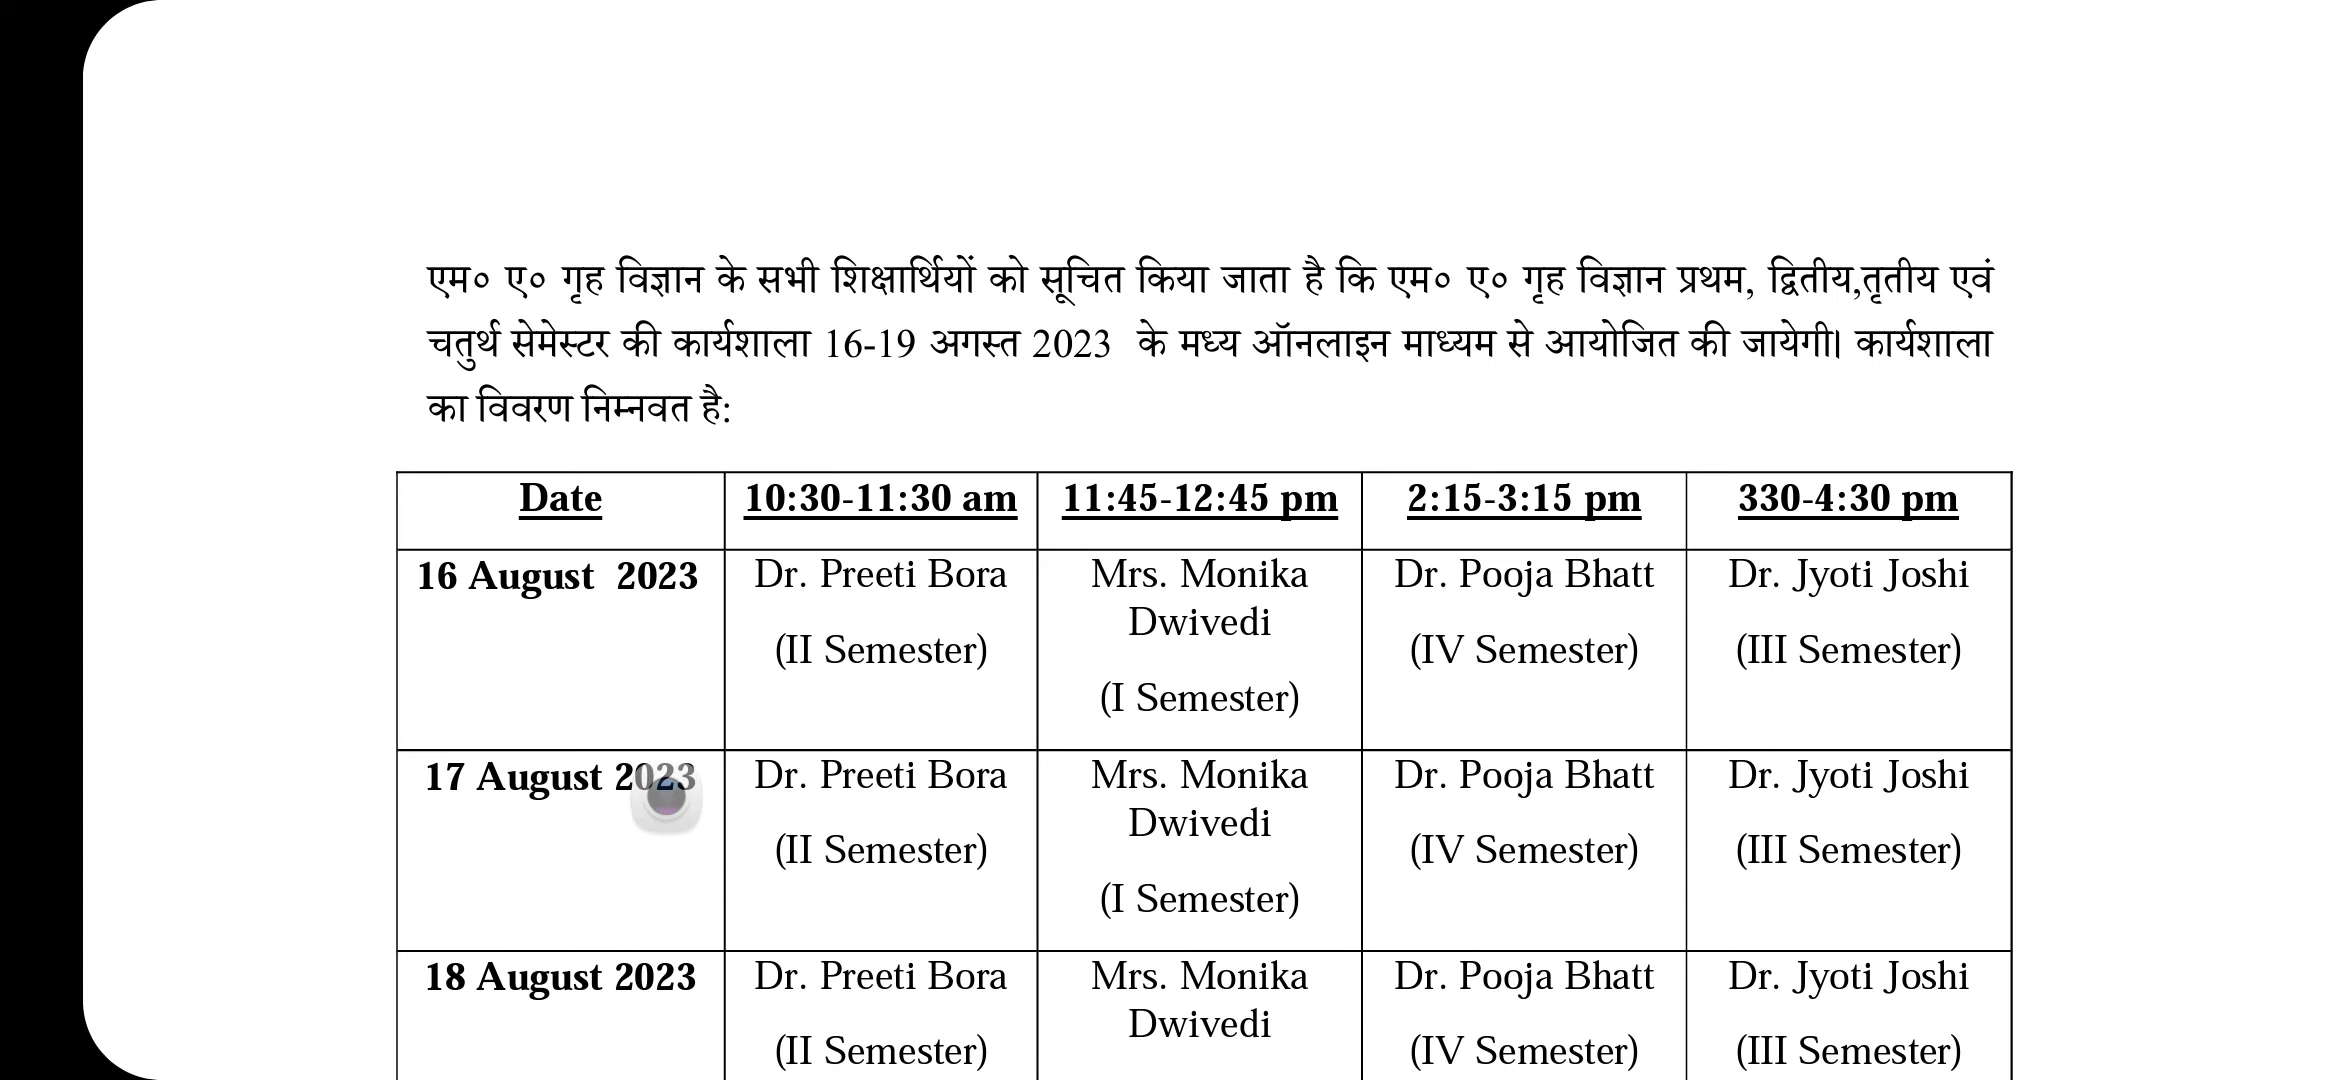 एम० ए० गृह विज्ञान के सभी शिक्षार्थियों को सूचित किया जाता है कि एम० ए० गृह विज्ञान प्रथम, द्वितीय,तृतीय एवं
चतुर्थ सेमेस्टर की कार्यशाला 16-19 अगस्त 2023 के मध्य ऑनलाइन माध्यम से आयोजित की जायेगी। कार्यशाला
का विवरण निम्नवत है:
Date 10:30-11:30 am 11:45-12:45 pm 2:15-3:15 pm 330-4:30 pm
16 August 2023 Dr. Preeti Bora Mrs. Monika Dr. Pooja Bhatt Dr. Jyoti Joshi
Dwivedi
(II Semester) (IV Semester) (III Semester)
(I Semester)
17 August 2023 Dr. Preeti Bora Mrs. Monika Dr. Pooja Bhatt Dr. Jyoti Joshi
Dwivedi
(II Semester) (IV Semester) (III Semester)
(I Semester)
18 August 2023 Dr. Preeti Bora Mrs. Monika Dr. Pooja Bhatt Dr. Jyoti Joshi
Dwivedi
(II Semester) (IV Semester) (III Semester)